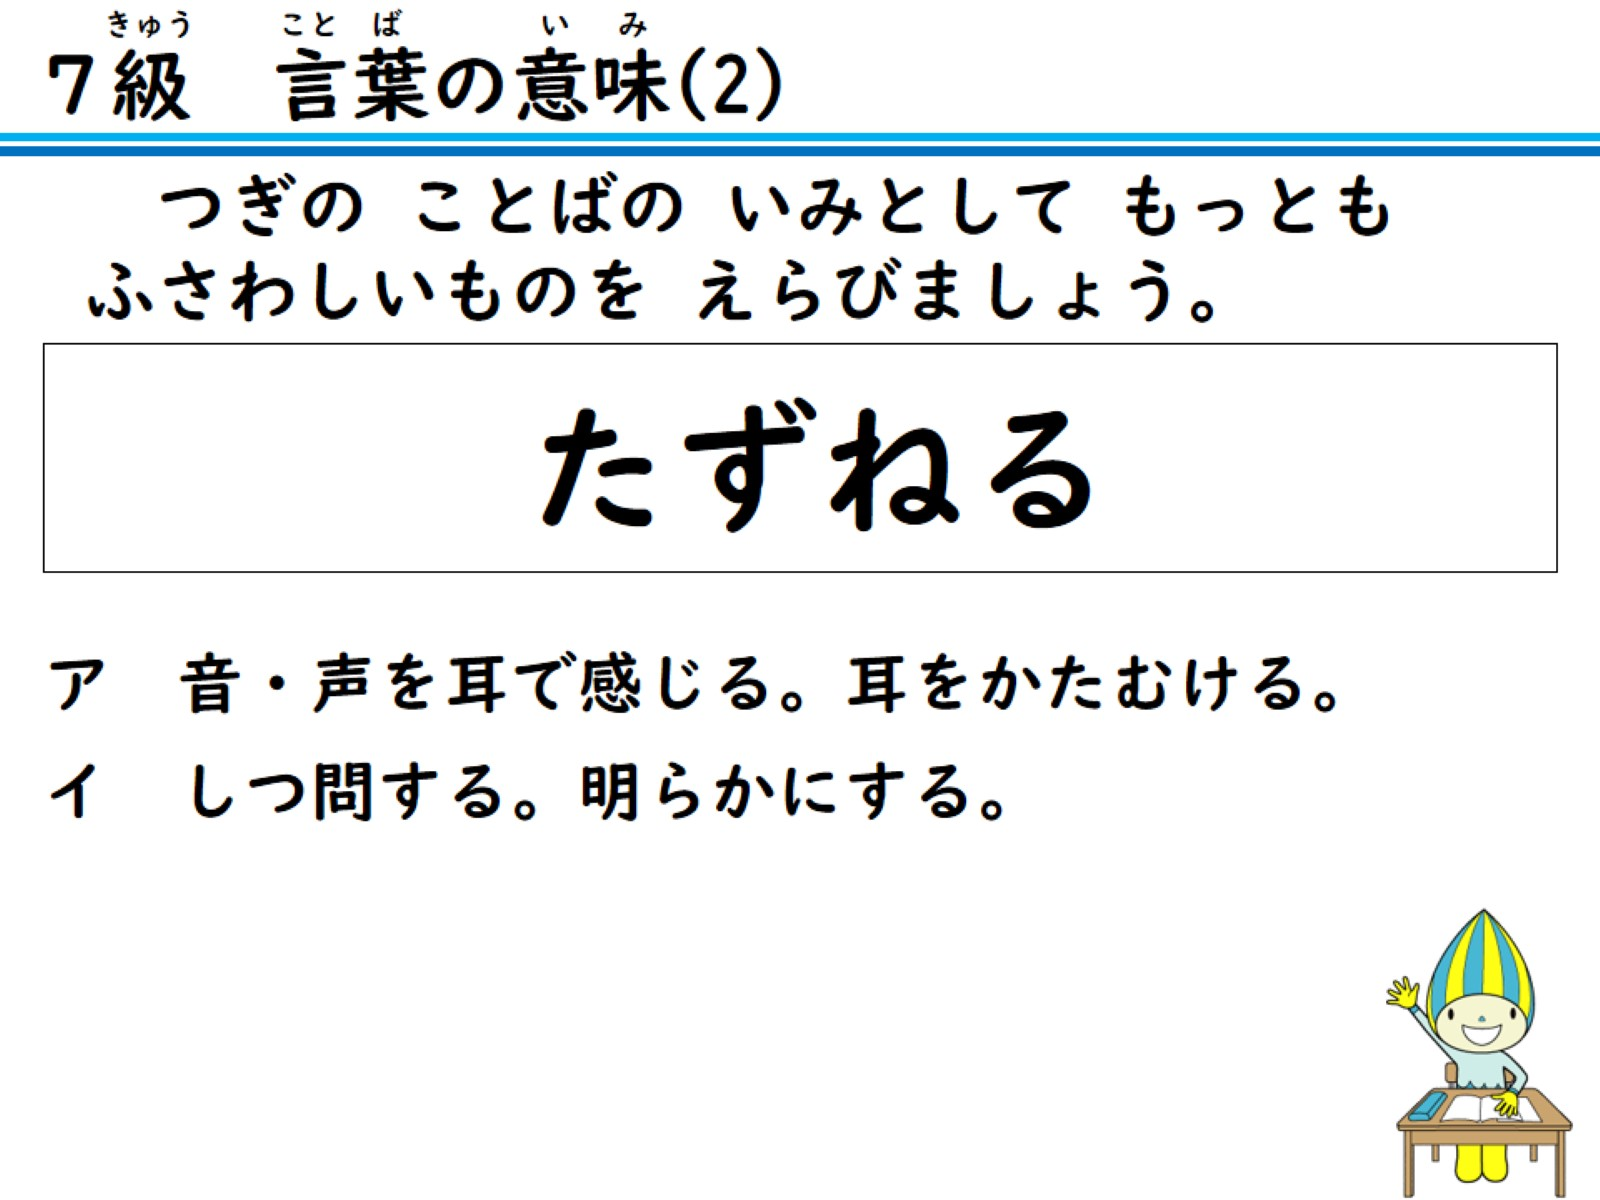 きゅう ことば いみ
７級　言葉の意味(2)
つぎの ことばの いみとして もっとも
ふさわしいものを えらびましょう。
たずねる
ア　音・声を耳で感じる。耳をかたむける。
イ　しつ問する。明らかにする。